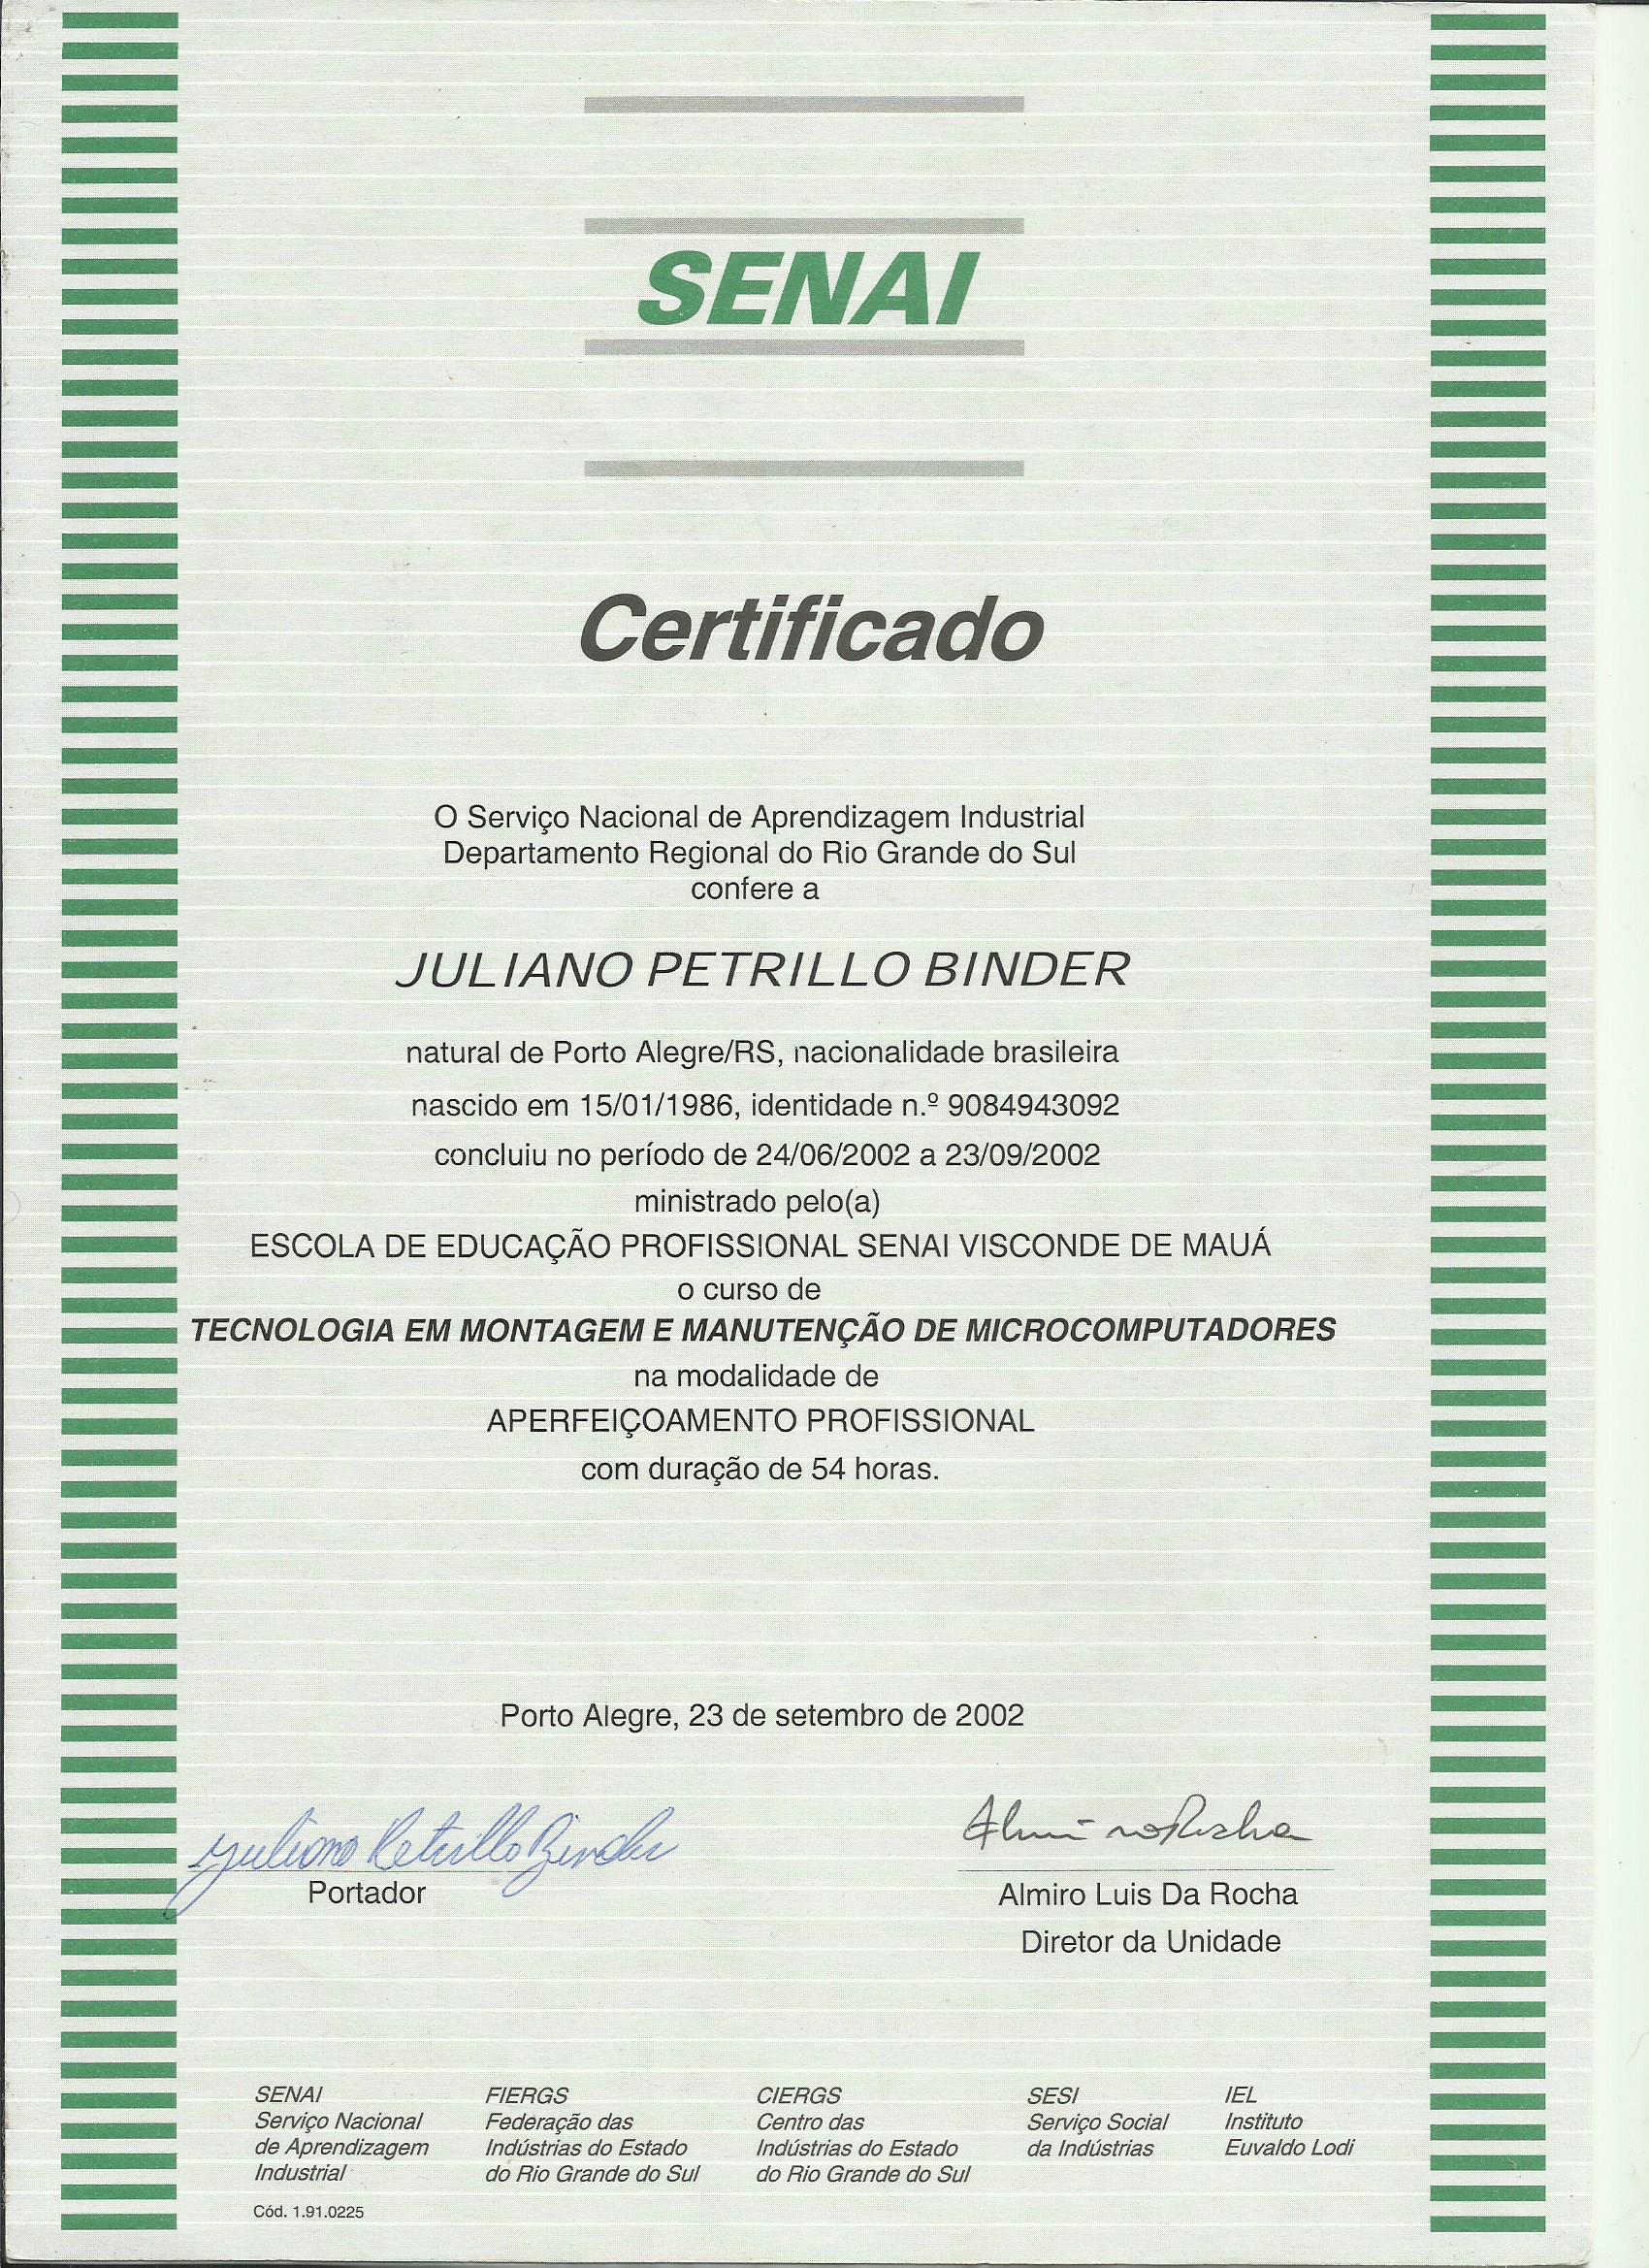 SENAI
Certificado
O Serviço Nacional de Aprendizagem Industrial
Departamento Regional do Rio Grande do Sul
confere a
JULIANO PETRILLO BINDER
natural de Porto Alegre/RS, nacionalidade brasileira
nascido em 15/01/1986, identidade n.º 9084943092
concluiu no período de 24/06/2002 a 23/09/2002
ministrado pelo(a)
ESCOLA DE EDUCAÇÃO PROFISSIONAL SENAI VISCONDE DE MAUÁ
o curso de
TECNOLOGIA EM MONTAGEM E MANUTENÇÃO DE MICROCOMPUTADORES
na modalidade de
APERFEIÇOAMENTO PROFISSIONAL
com duração de 54 horas.
Porto Alegre, 23 de setembro de 2002
Juliano Petrillo Binder
Portador
Almiro Luis Da Rocha
Diretor da Unidade
SENAI
Serviço Nacional
de Aprendizagem
Industrial
FIERGS
Federação das
Indústrias do Estado
do Rio Grande do Sul
CIERGS
Centro das
Indústrias do Estado
do Rio Grande do Sul
SESI
Serviço Social
da Indústrias
IEL
Instituto
Euvaldo Lodi
Cód. 1.91.0225